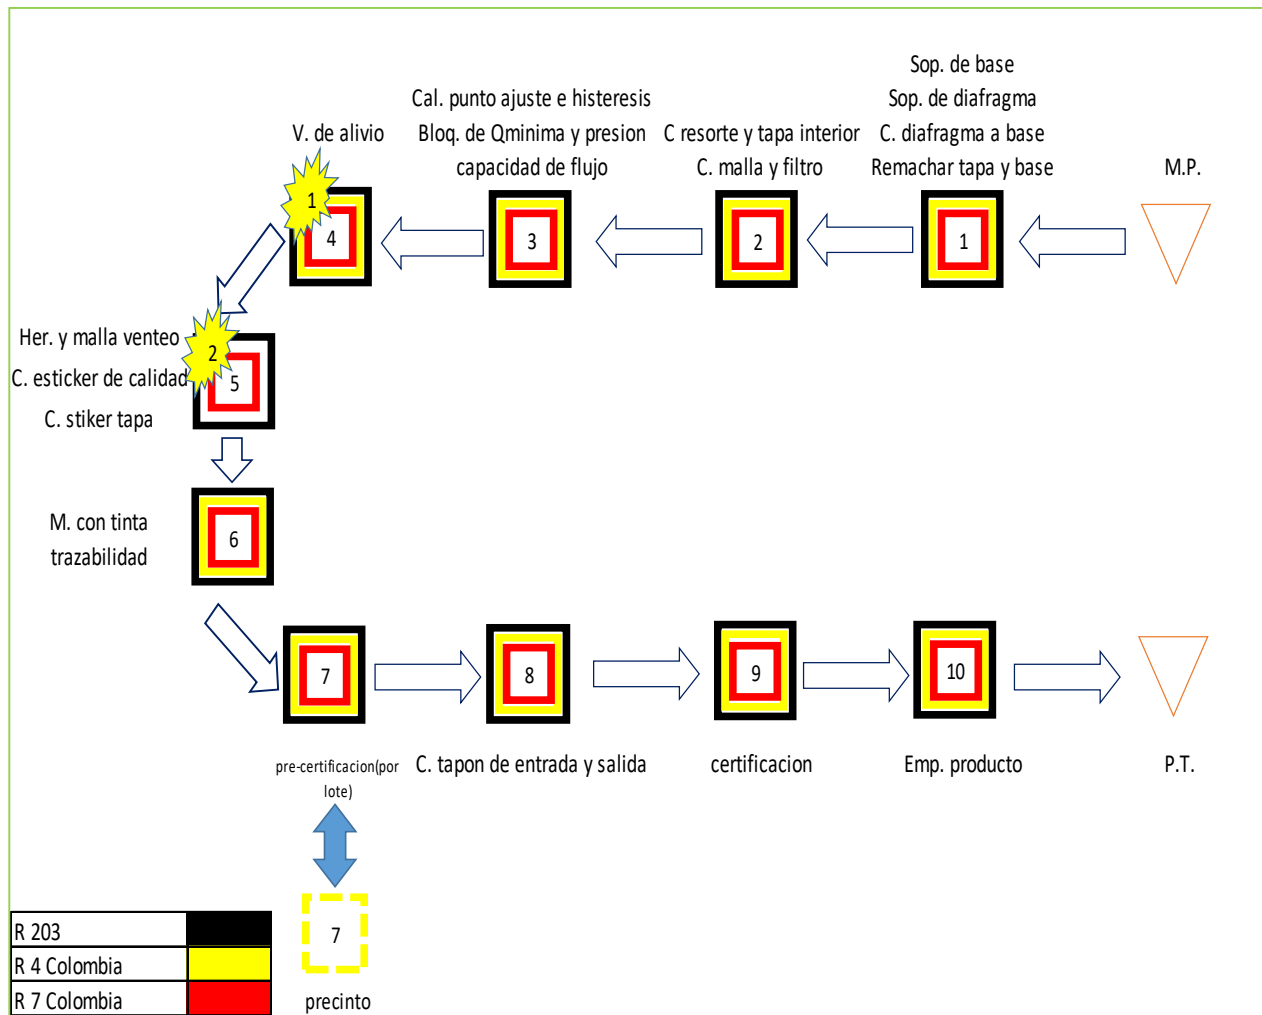 Sop. de base
Sop. de diafragma
C. diafragma a base
Remachar tapa y base
M.P.
C resorte y tapa interior
C. malla y filtro
Cal. punto ajuste e histeresis
Bloq. de Qminima y presion
capacidad de flujo
V. de alivio
1
4
3
2
1
Her. y malla venteo
C. esticker de calidad
C. stiker tapa
2
5
M. con tinta
trazabilidad
6
7
8
9
10
pre-certificacion(por
lote)
C. tapon de entrada y salida
certificacion
Emp. producto
P.T.
7
precinto
R 203
R 4 Colombia
R 7 Colombia